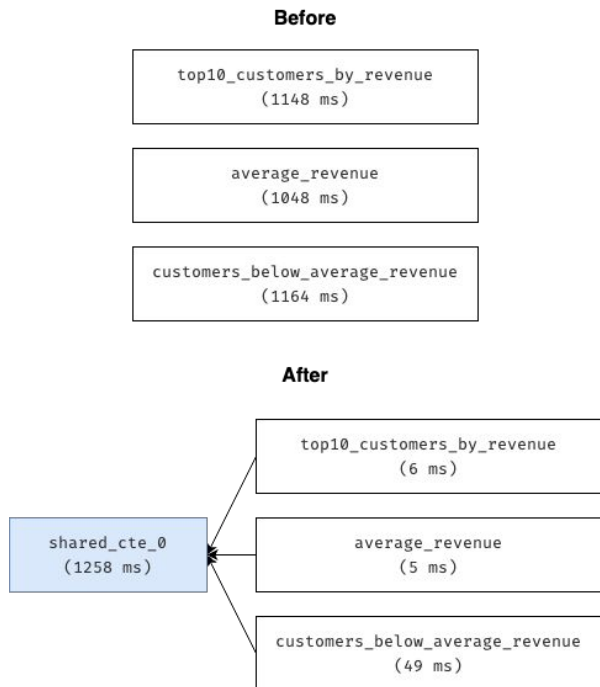 Before
top10_customers_by_revenue
(1148 ms)
average_revenue
(1048 ms)
customers_below_average_revenue
(1164 ms)
After
top10_customers_by_revenue
(6 ms)
shared_cte_0
(1258 ms)
average_revenue
(5 ms)
customers_below_average_revenue
(49 ms)